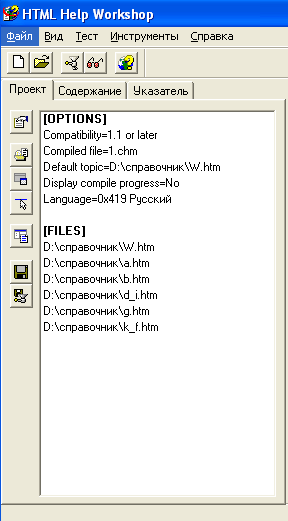 HTML Help Workshop
Файл Вид Тест Инструменты Справка
Проект Содержание Указатель
[OPTIONS]
Compatibility=1.1 or later
Compiled file=1.chm
Default topic=D:\справочник\W.htm
Display compile progress=No
Language=0x419 Русский
[FILES]
D:\справочник\W.htm
D:\справочник\a.htm
D:\справочник\b.htm
D:\справочник\d_i.htm
D:\справочник\g.htm
D:\справочник\k_f.htm